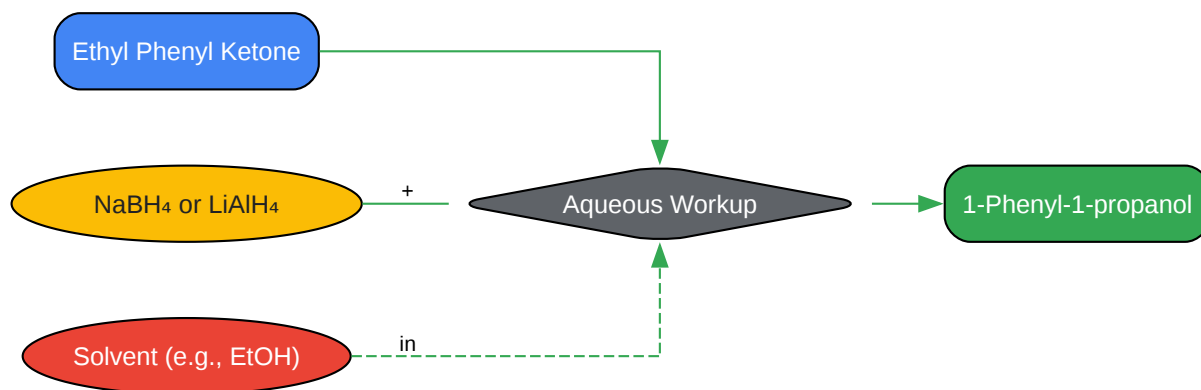 Ethyl Phenyl Ketone
NaBH₄ or LiAlH₄
+
Aqueous Workup
1-Phenyl-1-propanol
Solvent (e.g., EtOH)
in